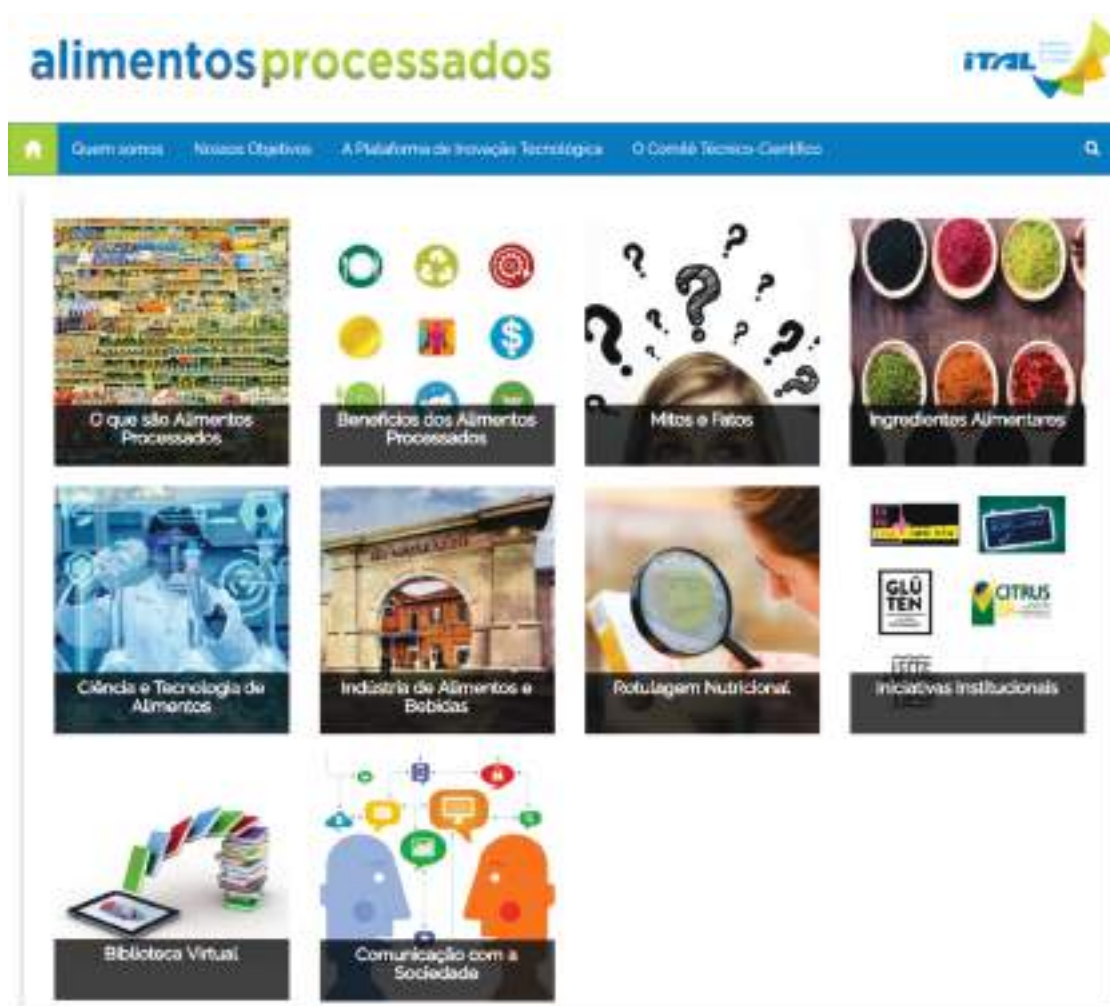 alimentosprocessados
ITAL
Quem somos Nossos Objetivos A Plataforma de Inovação Tecnológica O Comitê Técnico-Científico
O que são Alimentos
Processados
Benefícios dos Alimentos
Processados
Mitos e Fatos
Ingredientes Alimentares
Ciência e Tecnologia de
Alimentos
Indústria de Alimentos e
Bebidas
Rotulagem Nutricional
GLÚ
TEN
CITRUS
Iniciativas Institucionais
Biblioteca Virtual
Comunicação com a
Sociedade